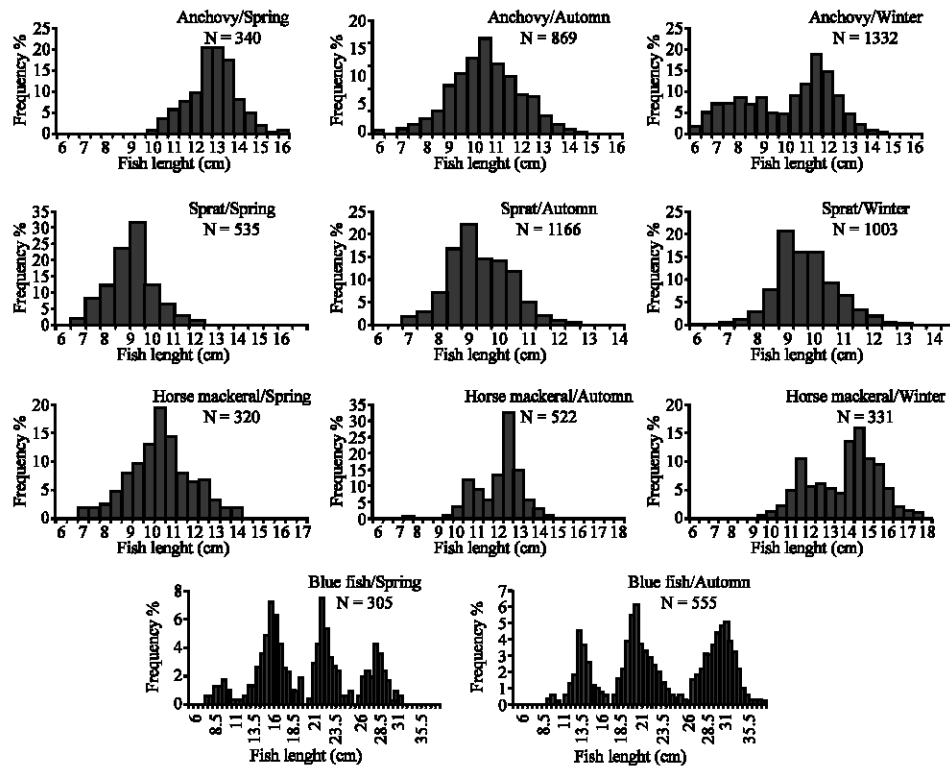 Anchovy/Spring
N = 340
Frequency %
25
20
15
10
5
0
6 7 8 9 10 11 12 13 14 15 16
Fish lenght (cm)
Anchovy/Automn
N = 869
Frequency %
20
15
10
5
0
6 7 8 9 10 11 12 13 14 15 16
Fish lenght (cm)
Anchovy/Winter
N = 1332
Frequency %
25
20
15
10
5
0
6 7 8 9 10 11 12 13 14 15 16
Fish lenght (cm)
Sprat/Spring
N = 535
Frequency %
35
30
25
20
15
10
5
0
6 7 8 9 10 11 12 13 14 15 16
Fish lenght (cm)
Sprat/Automn
N = 1166
Frequency %
25
20
15
10
5
0
6 7 8 9 10 11 12 13 14
Fish lenght (cm)
Sprat/Winter
N = 1003
Frequency %
25
20
15
10
5
0
6 7 8 9 10 11 12 13 14
Fish lenght (cm)
Horse mackeral/Spring
N = 320
Frequency %
20
15
10
5
0
6 7 8 9 10 11 12 13 14 15 16 17
Fish lenght (cm)
Horse mackeral/Automn
N = 522
Frequency %
35
30
25
20
15
10
5
0
6 7 8 9 10 11 12 13 14 15 16 17 18
Fish lenght (cm)
Horse mackeral/Winter
N = 331
Frequency %
20
15
10
5
0
6 7 8 9 10 11 12 13 14 15 16 17 18
Fish lenght (cm)
Blue fish/Spring
N = 305
Frequency %
8
6
4
2
0
6 8.5 11 13.5 16 18.5 21 23.5 26 28.5 31 35.5
Fish lenght (cm)
Blue fish/Automn
N = 555
Frequency %
7
6
5
4
3
2
1
0
6 8.5 11 13.5 16 18.5 21 23.5 26 28.5 31 35.5
Fish lenght (cm)